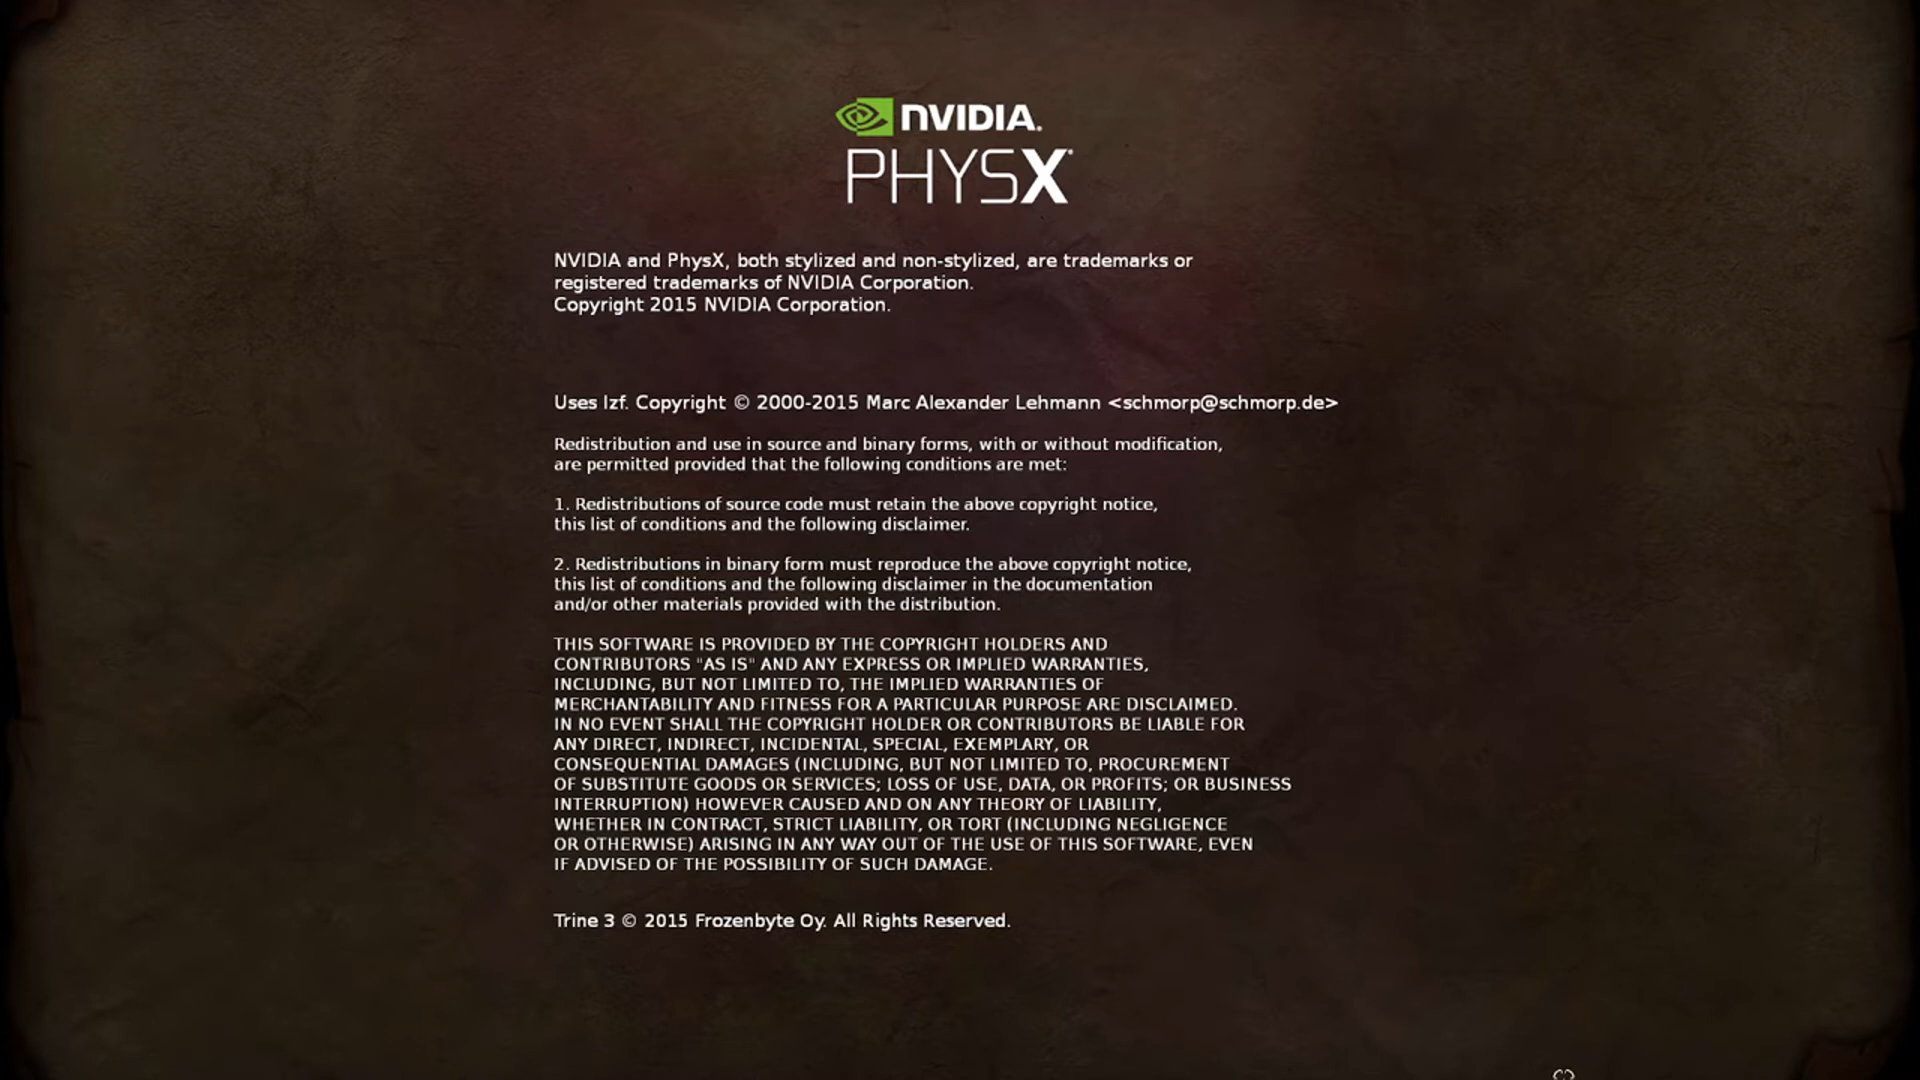 NVIDIA.
PHYSX
NVIDIA and PhysX, both stylized and non-stylized, are trademarks or
registered trademarks of NVIDIA Corporation.
Copyright 2015 NVIDIA Corporation.
Uses lzf. Copyright © 2000-2015 Marc Alexander Lehmann <schmorp@schmorp.de>
Redistribution and use in source and binary forms, with or without modification,
are permitted provided that the following conditions are met:
1. Redistributions of source code must retain the above copyright notice,
this list of conditions and the following disclaimer.
2. Redistributions in binary form must reproduce the above copyright notice,
this list of conditions and the following disclaimer in the documentation
and/or other materials provided with the distribution.
THIS SOFTWARE IS PROVIDED BY THE COPYRIGHT HOLDERS AND
CONTRIBUTORS "AS IS" AND ANY EXPRESS OR IMPLIED WARRANTIES,
INCLUDING, BUT NOT LIMITED TO, THE IMPLIED WARRANTIES OF
MERCHANTABILITY AND FITNESS FOR A PARTICULAR PURPOSE ARE DISCLAIMED.
IN NO EVENT SHALL THE COPYRIGHT HOLDER OR CONTRIBUTORS BE LIABLE FOR
ANY DIRECT, INDIRECT, INCIDENTAL, SPECIAL, EXEMPLARY, OR
CONSEQUENTIAL DAMAGES (INCLUDING, BUT NOT LIMITED TO, PROCUREMENT
OF SUBSTITUTE GOODS OR SERVICES; LOSS OF USE, DATA, OR PROFITS; OR BUSINESS
INTERRUPTION) HOWEVER CAUSED AND ON ANY THEORY OF LIABILITY,
WHETHER IN CONTRACT, STRICT LIABILITY, OR TORT (INCLUDING NEGLIGENCE
OR OTHERWISE) ARISING IN ANY WAY OUT OF THE USE OF THIS SOFTWARE, EVEN
IF ADVISED OF THE POSSIBILITY OF SUCH DAMAGE.
Trine 3 © 2015 Frozenbyte Oy. All Rights Reserved.